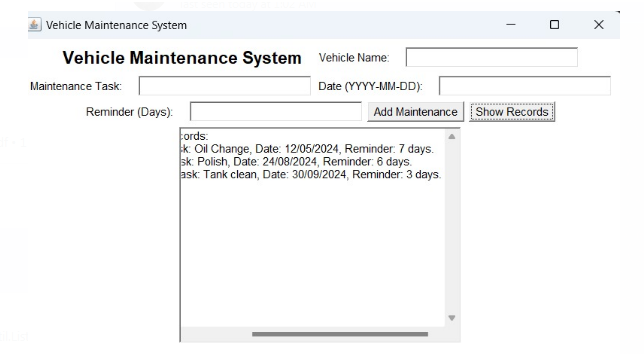 Vehicle Maintenance System
Vehicle Maintenance System Vehicle Name:
Maintenance Task: Date (YYYY-MM-DD):
Reminder (Days): Add Maintenance Show Records
cords:
sk: Oil Change, Date: 12/05/2024, Reminder: 7 days.
sk: Polish, Date: 24/08/2024, Reminder: 6 days.
ask: Tank clean, Date: 30/09/2024, Reminder: 3 days.